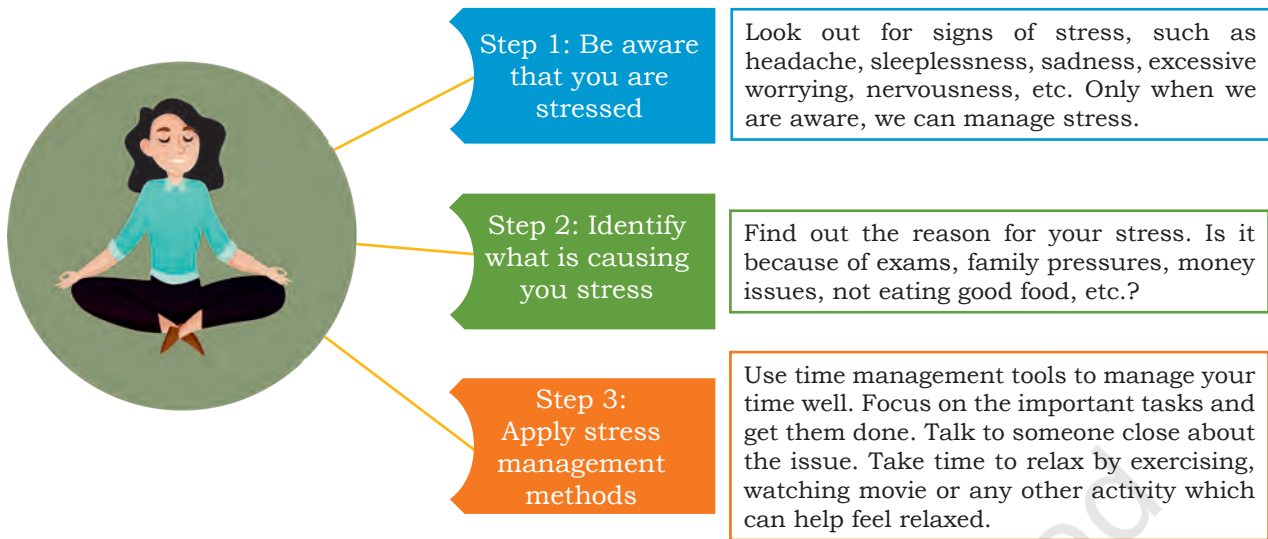 Step 1: Be aware
that you are
stressed
Look out for signs of stress, such as
headache, sleeplessness, sadness, excessive
worrying, nervousness, etc. Only when we
are aware, we can manage stress.
Step 2: Identify
what is causing
you stress
Find out the reason for your stress. Is it
because of exams, family pressures, money
issues, not eating good food, etc.?
Step 3:
Apply stress
management
methods
Use time management tools to manage your
time well. Focus on the important tasks and
get them done. Talk to someone close about
the issue. Take time to relax by exercising,
watching movie or any other activity which
can help feel relaxed.